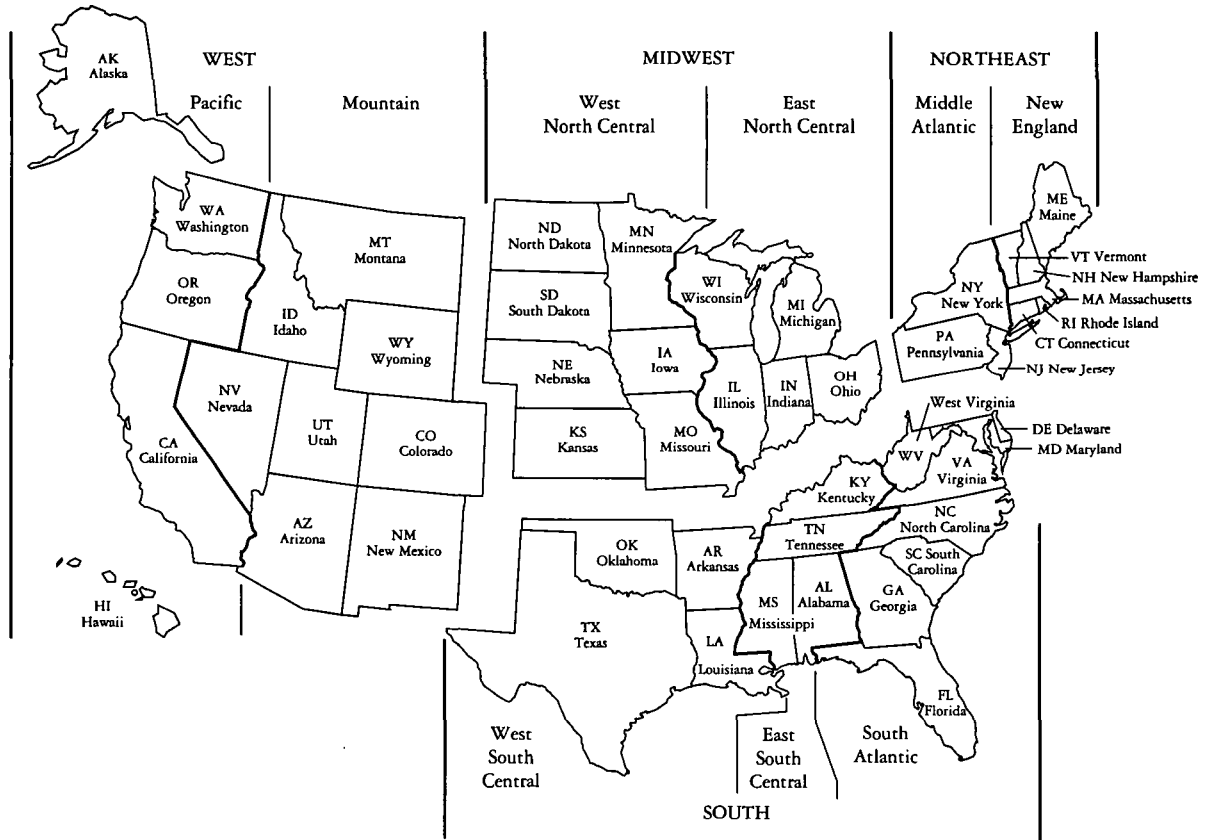 AK
Alaska
WEST
MIDWEST
NORTHEAST
Pacific
Mountain
West
North Central
East
North Central
Middle
Atlantic
New
England
WA
Washington
OR
Oregon
ID
Idaho
MT
Montana
WY
Wyoming
NV
Nevada
UT
Utah
CO
Colorado
CA
California
AZ
Arizona
NM
New Mexico
HI
Hawaii
ND
North Dakota
MN
Minnesota
SD
South Dakota
NE
Nebraska
IA
Iowa
KS
Kansas
MO
Missouri
WI
Wisconsin
MI
Michigan
IL
Illinois
IN
Indiana
OH
Ohio
ME
Maine
VT Vermont
NH New Hampshire
NY
New York
MA Massachusetts
RI Rhode Island
CT Connecticut
PA
Pennsylvania
NJ New Jersey
West Virginia
WV
DE Delaware
MD Maryland
VA
Virginia
KY
Kentucky
NC
North Carolina
TN
Tennessee
SC South
Carolina
OK
Oklahoma
AR
Arkansas
MS
Mississippi
AL
Alabama
GA
Georgia
TX
Texas
LA
Louisiana
FL
Florida
West
South
Central
East
South
Central
South
Atlantic
SOUTH